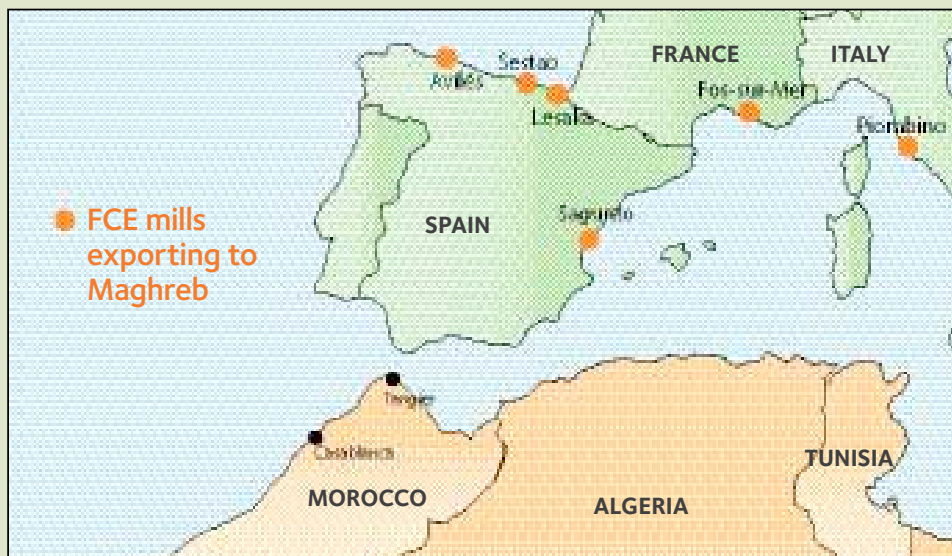 FRANCE
ITALY
Sestao
Avilés
Fos-sur-Mer
Lesaka
Piombino
Sagunto
SPAIN
FCE mills
exporting to
Maghreb
Tangier
Casablanca
TUNISIA
MOROCCO
ALGERIA